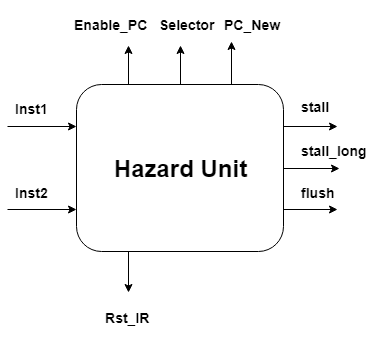 Enable_PC Selector PC_New
Inst1
stall
Hazard Unit
stall_long
Inst2
flush
Rst_IR